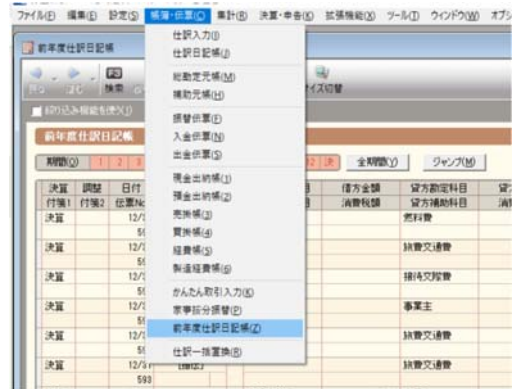 ファイル(F) 編集(E) 設定(S) 帳簿・伝票(C) 集計(R) 決算・申告(K) 拡張機能(X) ツール(T) ウィンドウ(W) オプシ
前年度仕訳日記帳
仕訳入力(I)
仕訳日記帳(J)
総勘定元帳(M)
補助元帳(H)
振替伝票(F)
入金伝票(N)
出金伝票(S)
現金出納帳(1)
預金出納帳(2)
売掛帳(3)
買掛帳(4)
経費帳(5)
製造経費帳(6)
かんたん取引入力(K)
家事按分振替(P)
前年度仕訳日記帳(Z)
仕訳一括置換(R)
F3
検索
イズ切替
絞り込み機能を使う(J)
前年度仕訳日記帳
期間(O) 1 2 3 12 決 全期間(Y) ジャンプ(M)
決算 調整 日付 借方金額 貸方勘定科目
付箋1 付箋2 伝票No 消費税額 貸方補助科目
決算 12/3 燃料費
決算 12/3 旅費交通費
決算 12/3 接待交際費
決算 12/3 事業主
決算 12/3 旅費交通費
決算 12/31 旅費交通費
593